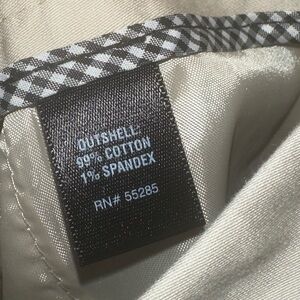 OUTSHELL:
99% COTTON
1% SPANDEX
RN# 55285